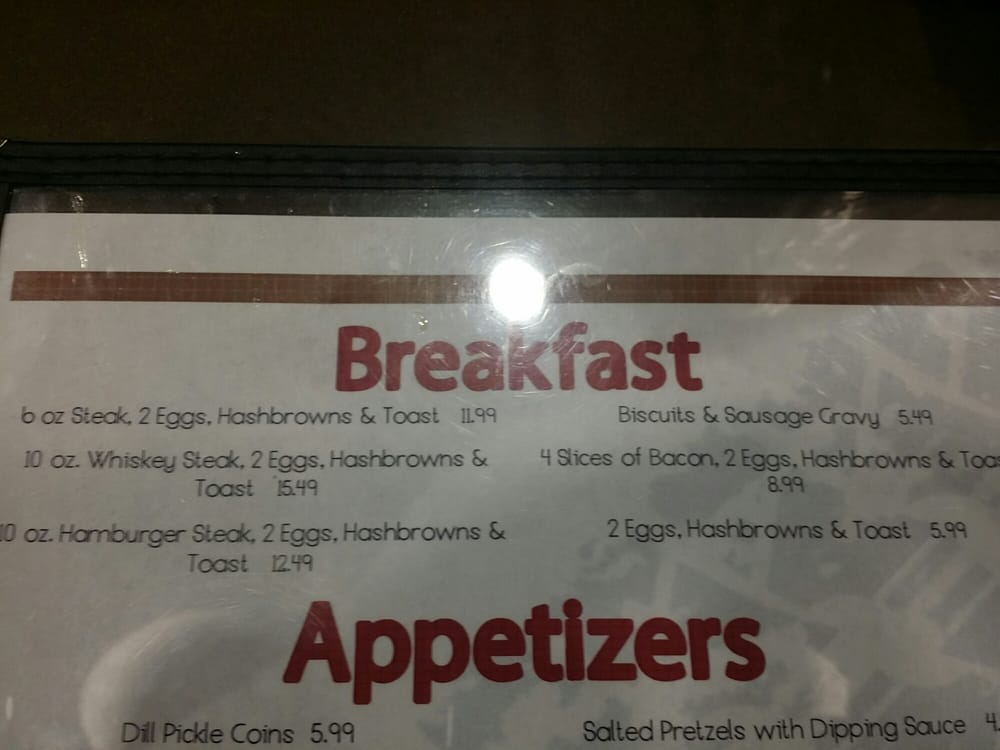 Breakfast
6 oz Steak, 2 Eggs, Hashbrowns & Toast 11.99
10 oz. Whiskey Steak, 2 Eggs, Hashbrowns &
Toast 15.49
10 oz. Hamburger Steak, 2 Eggs, Hashbrowns &
Toast 12.49
Biscuits & Sausage Gravy 5.49
4 Slices of Bacon, 2 Eggs, Hashbrowns &
8.99
2 Eggs, Hashbrowns & Toast 5.99
Appetizers
Dill Pickle Coins 5.99
Salted Pretzels with Dipping Sauce